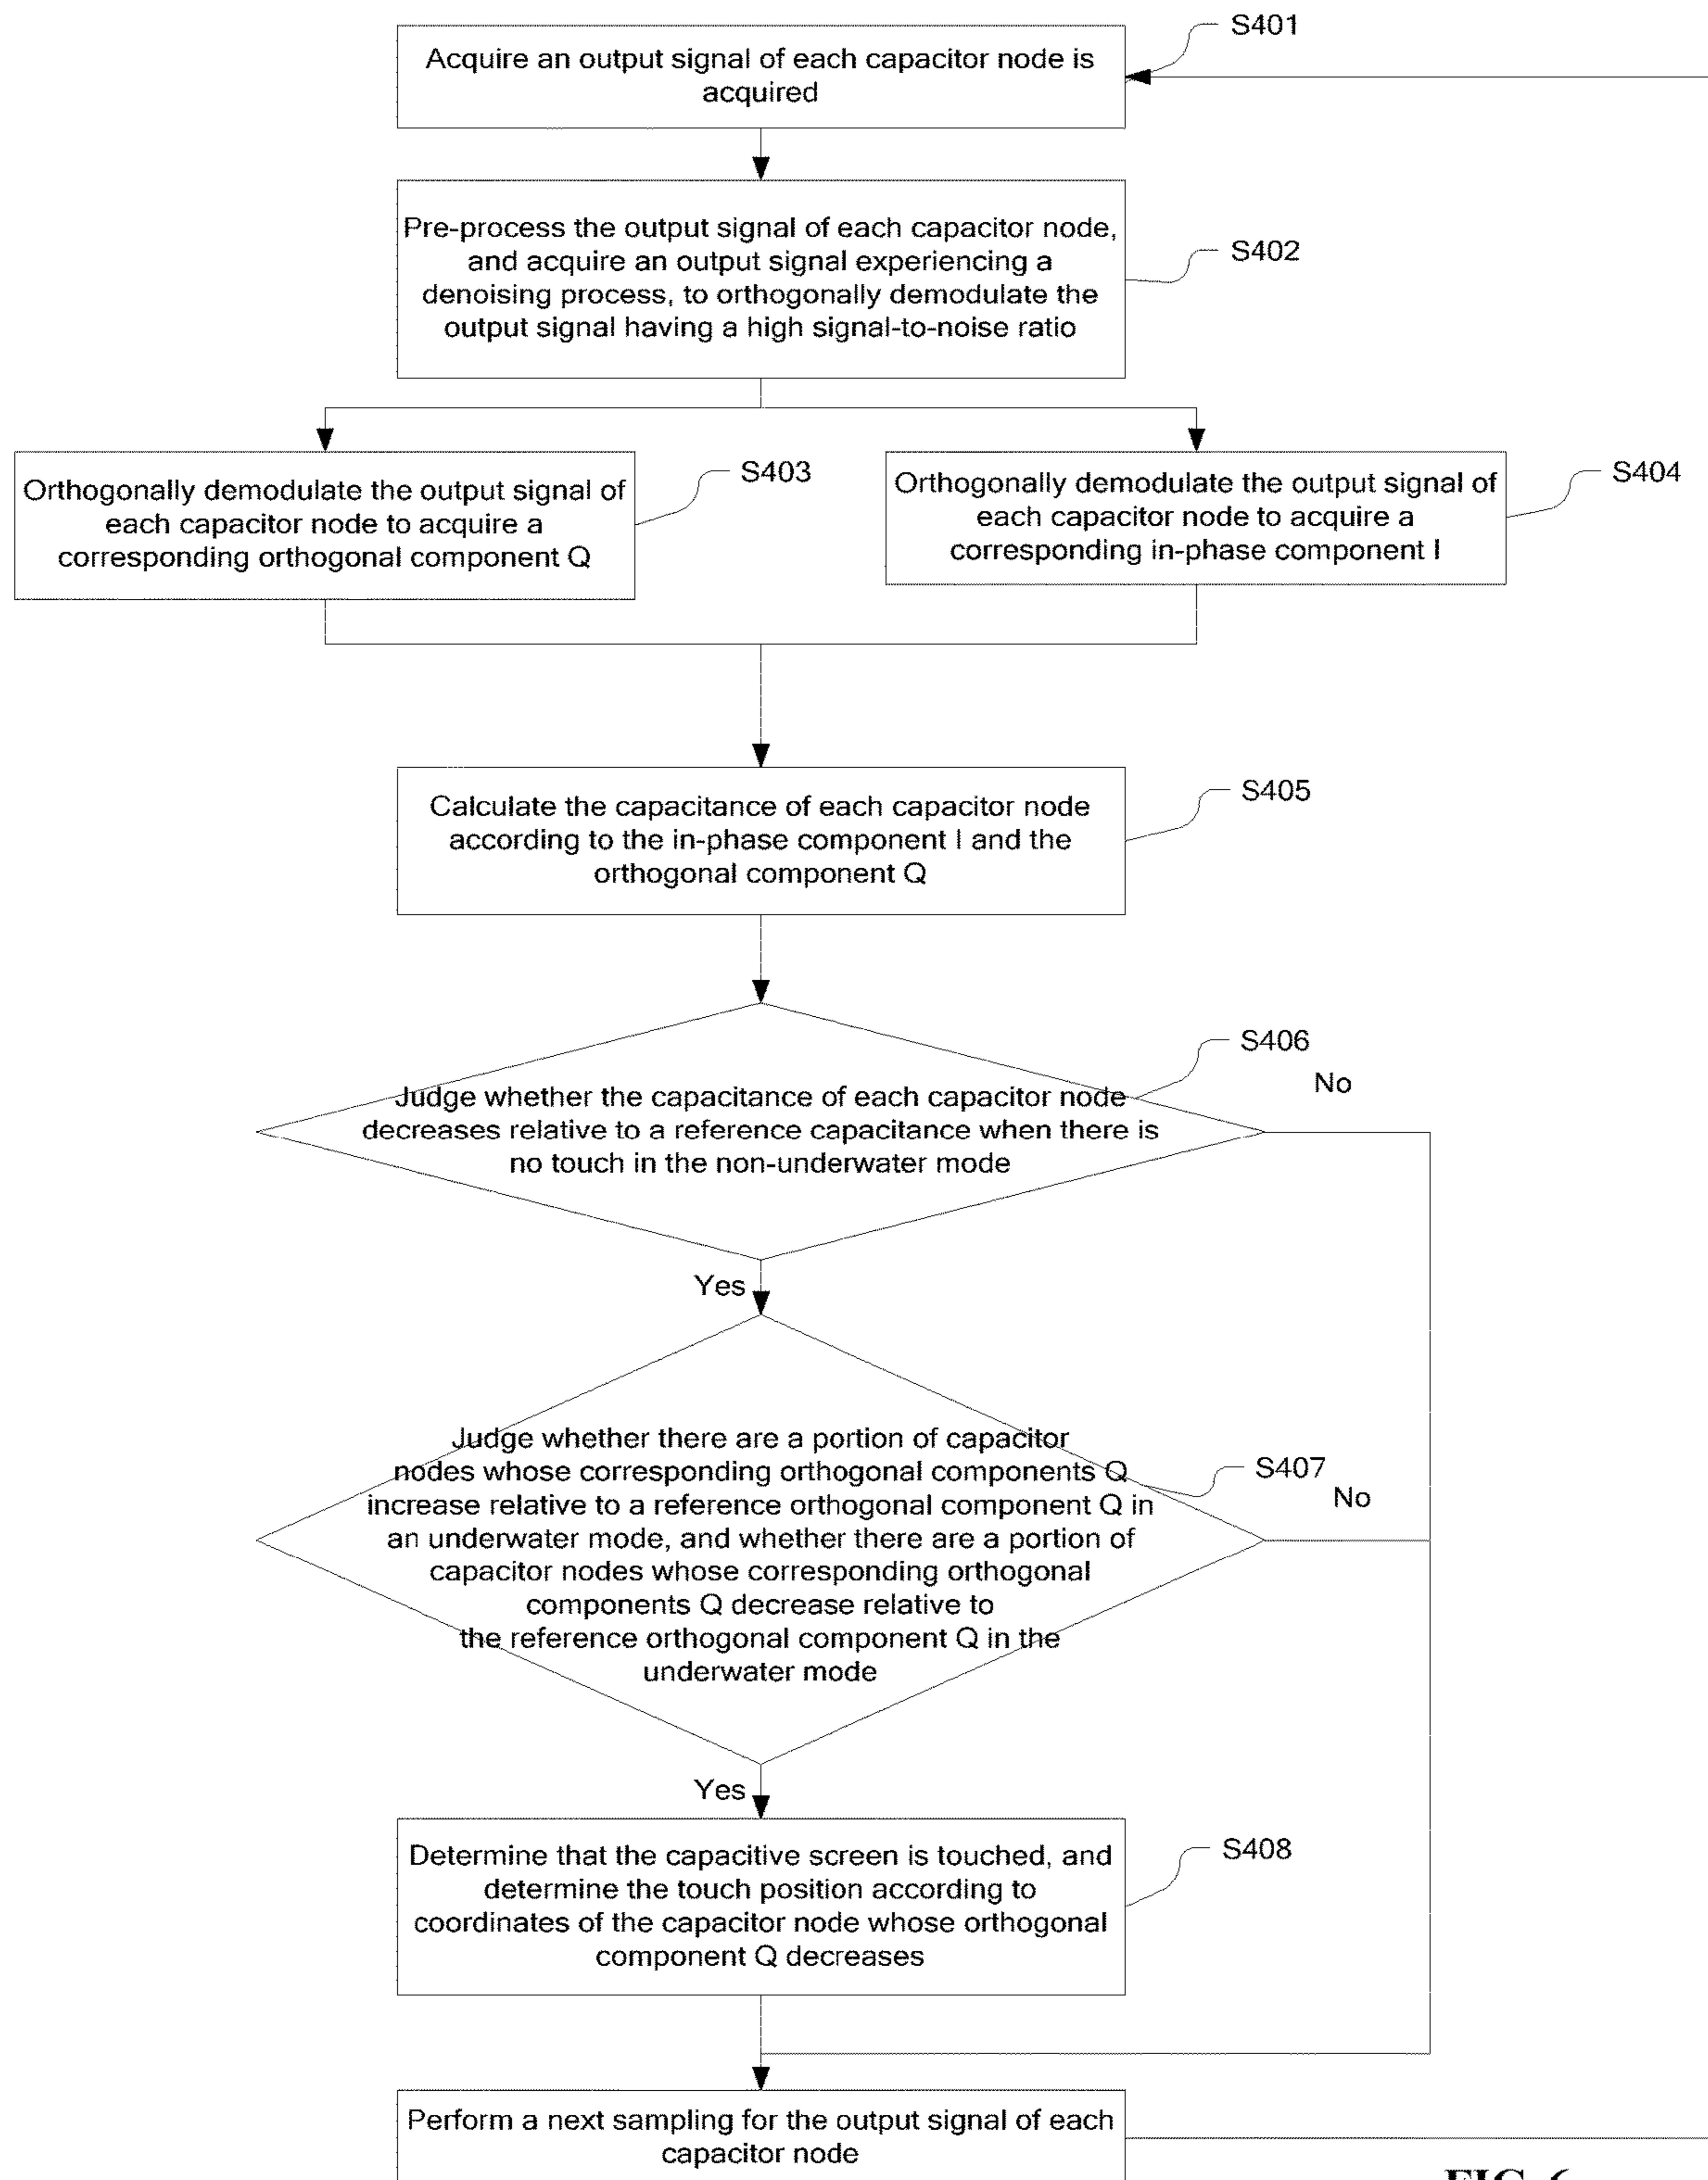 S401
Acquire an output signal of each capacitor node is
acquired
Pre-process the output signal of each capacitor node,
and acquire an output signal experiencing a
denoising process, to orthogonally demodulate the
output signal having a high signal-to-noise ratio
S402
Orthogonally demodulate the output signal of
each capacitor node to acquire a
corresponding orthogonal component Q
S403
Orthogonally demodulate the output signal of
each capacitor node to acquire a
corresponding in-phase component I
S404
Calculate the capacitance of each capacitor node
according to the in-phase component I and the
orthogonal component Q
S405
Judge whether the capacitance of each capacitor node
decreases relative to a reference capacitance when there is
no touch in the non-underwater mode
S406
No
Yes
Judge whether there are a portion of capacitor
nodes whose corresponding orthogonal components Q
increase relative to a reference orthogonal component Q in
an underwater mode, and whether there are a portion of
capacitor nodes whose corresponding orthogonal
components Q decrease relative to
the reference orthogonal component Q in the
underwater mode
S407
No
Yes
Determine that the capacitive screen is touched, and
determine the touch position according to
coordinates of the capacitor node whose orthogonal
component Q decreases
S408
Perform a next sampling for the output signal of each
capacitor node
FIG. 6